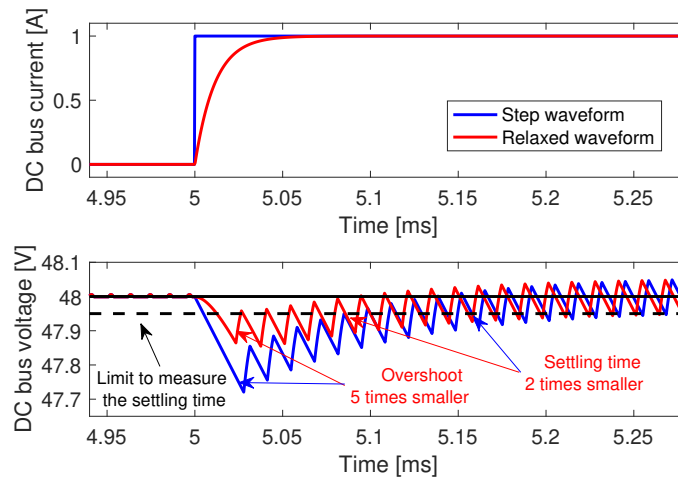 DC bus current [A]
1
0.5
0
Step waveform
Relaxed waveform
4.95 5 5.05 5.1 5.15 5.2 5.25
Time [ms]
DC bus voltage [V]
48.1
48
47.9
47.8
47.7
Limit to measure
the settling time
Overshoot
5 times smaller
Settling time
2 times smaller
4.95 5 5.05 5.1 5.15 5.2 5.25
Time [ms]